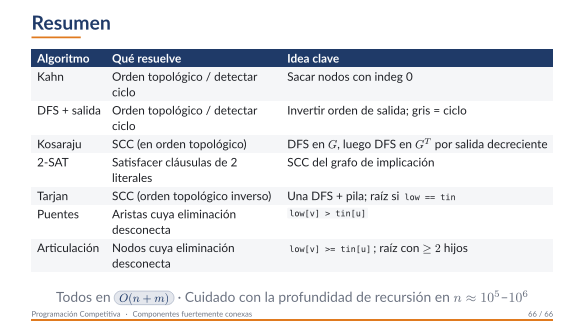 Resumen
Algoritmo Qué resuelve Idea clave
Kahn Orden topológico / detectar ciclo Sacar nodos con indeg 0
DFS + salida Orden topológico / detectar ciclo Invertir orden de salida; gris = ciclo
Kosaraju SCC (en orden topológico) DFS en G, luego DFS en G^T por salida decreciente
2-SAT Satisfacer cláusulas de 2 literales SCC del grafo de implicación
Tarjan SCC (orden topológico inverso) Una DFS + pila; raíz si low == tin
Puentes Aristas cuya eliminación desconecta low[v] > tin[u]
Articulación Nodos cuya eliminación desconecta low[v] >= tin[u]; raíz con ≥ 2 hijos
Todos en O(n + m) · Cuidado con la profundidad de recursión en n ≈ 10^5–10^6
Programación Competitiva · Componentes fuertemente conexas 66 / 66